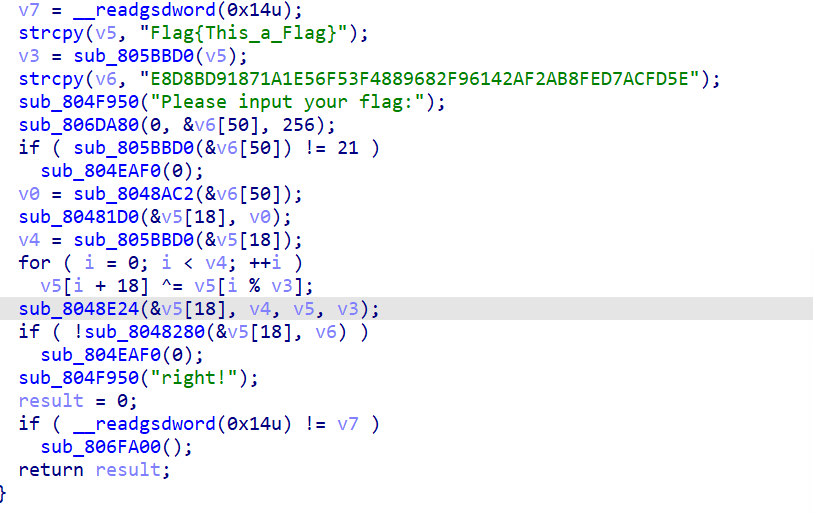 v7 = __readgsdword(0x14u);
strcpy(v5, "Flag{This_a_Flag}");
v3 = sub_805BBD0(v5);
strcpy(v6, "E8D8BD91871A1E56F53F4889682F96142AF2AB8FED7ACFD5E");
sub_804F950("Please input your flag:");
sub_806DA80(0, &v6[50], 256);
if ( sub_805BBD0(&v6[50]) != 21 )
sub_804EAF0(0);
v0 = sub_8048AC2(&v6[50]);
sub_80481D0(&v5[18], v0);
v4 = sub_805BBD0(&v5[18]);
for ( i = 0; i < v4; ++i )
v5[i + 18] ^= v5[i % v3];
sub_8048E24(&v5[18], v4, v5, v3);
if ( !sub_8048280(&v5[18], v6) )
sub_804EAF0(0);
sub_804F950("right!");
result = 0;
if ( __readgsdword(0x14u) != v7 )
sub_806FA00();
return result;
}